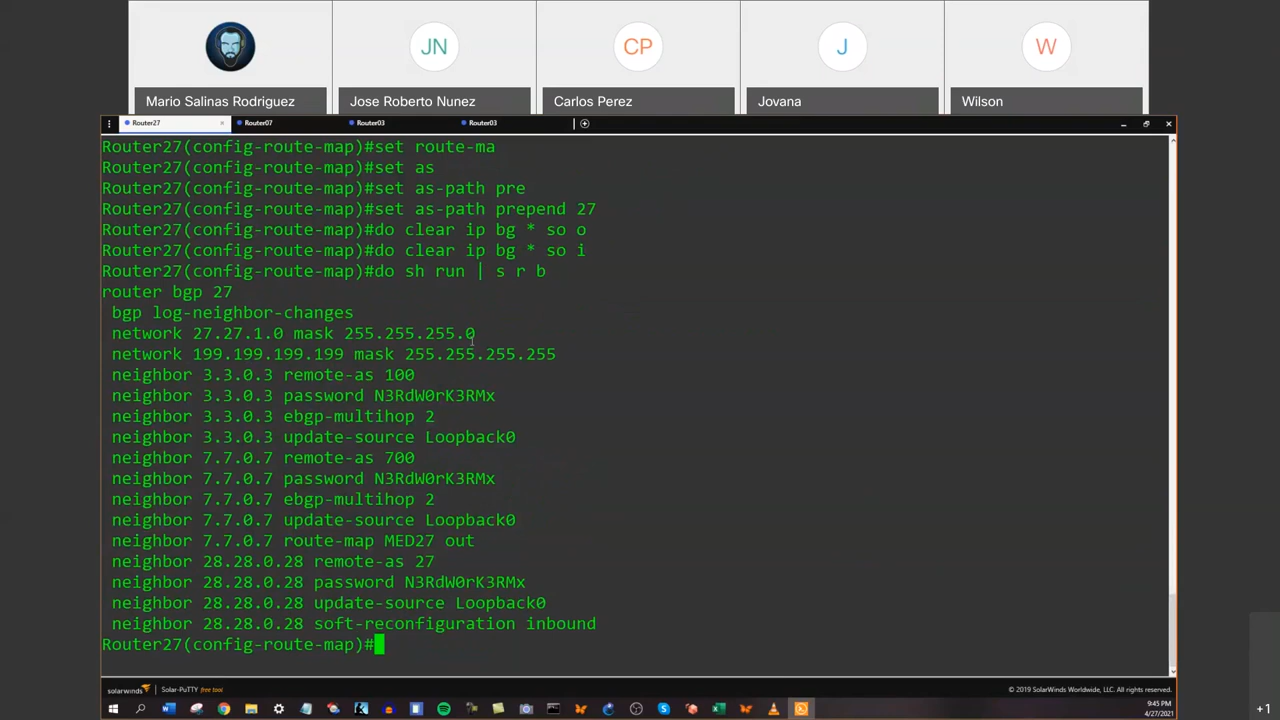 JN
CP
J
W
Mario Salinas Rodriguez
Jose Roberto Nunez
Carlos Perez
Jovana
Wilson
Router27
Router07
Router03
Router03
Router27(config-route-map)#set route-ma
Router27(config-route-map)#set as
Router27(config-route-map)#set as-path pre
Router27(config-route-map)#set as-path prepend 27
Router27(config-route-map)#do clear ip bg * so o
Router27(config-route-map)#do clear ip bg * so i
Router27(config-route-map)#do sh run | s r b
router bgp 27
bgp log-neighbor-changes
network 27.27.1.0 mask 255.255.255.0
network 199.199.199.199 mask 255.255.255.255
neighbor 3.3.0.3 remote-as 100
neighbor 3.3.0.3 password N3RdW0rK3RMx
neighbor 3.3.0.3 ebgp-multihop 2
neighbor 3.3.0.3 update-source Loopback0
neighbor 7.7.0.7 remote-as 700
neighbor 7.7.0.7 password N3RdW0rK3RMx
neighbor 7.7.0.7 ebgp-multihop 2
neighbor 7.7.0.7 update-source Loopback0
neighbor 7.7.0.7 route-map MED27 out
neighbor 28.28.0.28 remote-as 27
neighbor 28.28.0.28 password N3RdW0rK3RMx
neighbor 28.28.0.28 update-source Loopback0
neighbor 28.28.0.28 soft-reconfiguration inbound
Router27(config-route-map)#
solarwinds Solar-PuTTY free tool
© 2019 SolarWinds Worldwide, LLC. All rights reserved.
9:45 PM
4/27/2021
+1